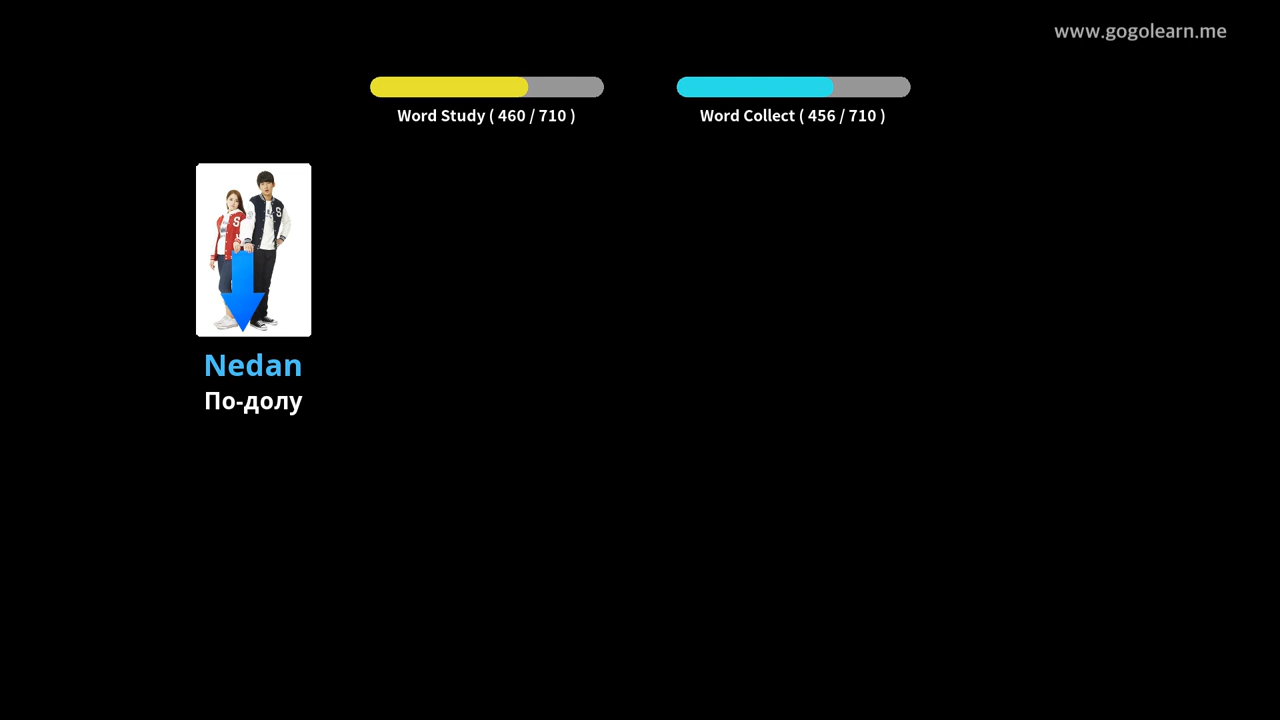 www.gogolearn.me
Word Study ( 460 / 710 )
Word Collect ( 456 / 710 )
S
S
Nedan
По-долу